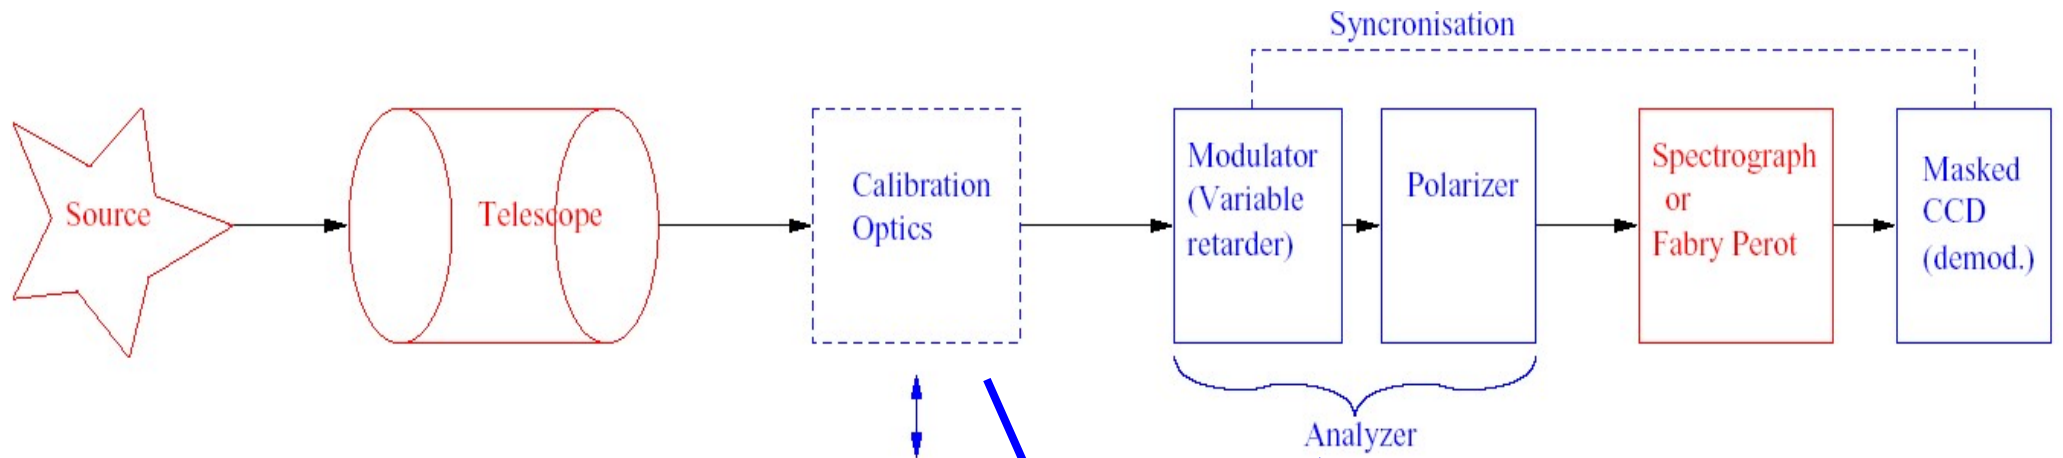 Syncronisation
Source
Telescope
Calibration
Optics
Modulator
(Variable
retarder)
Polarizer
Spectrograph
or
Fabry Perot
Masked
CCD
(demod.)
Analyzer